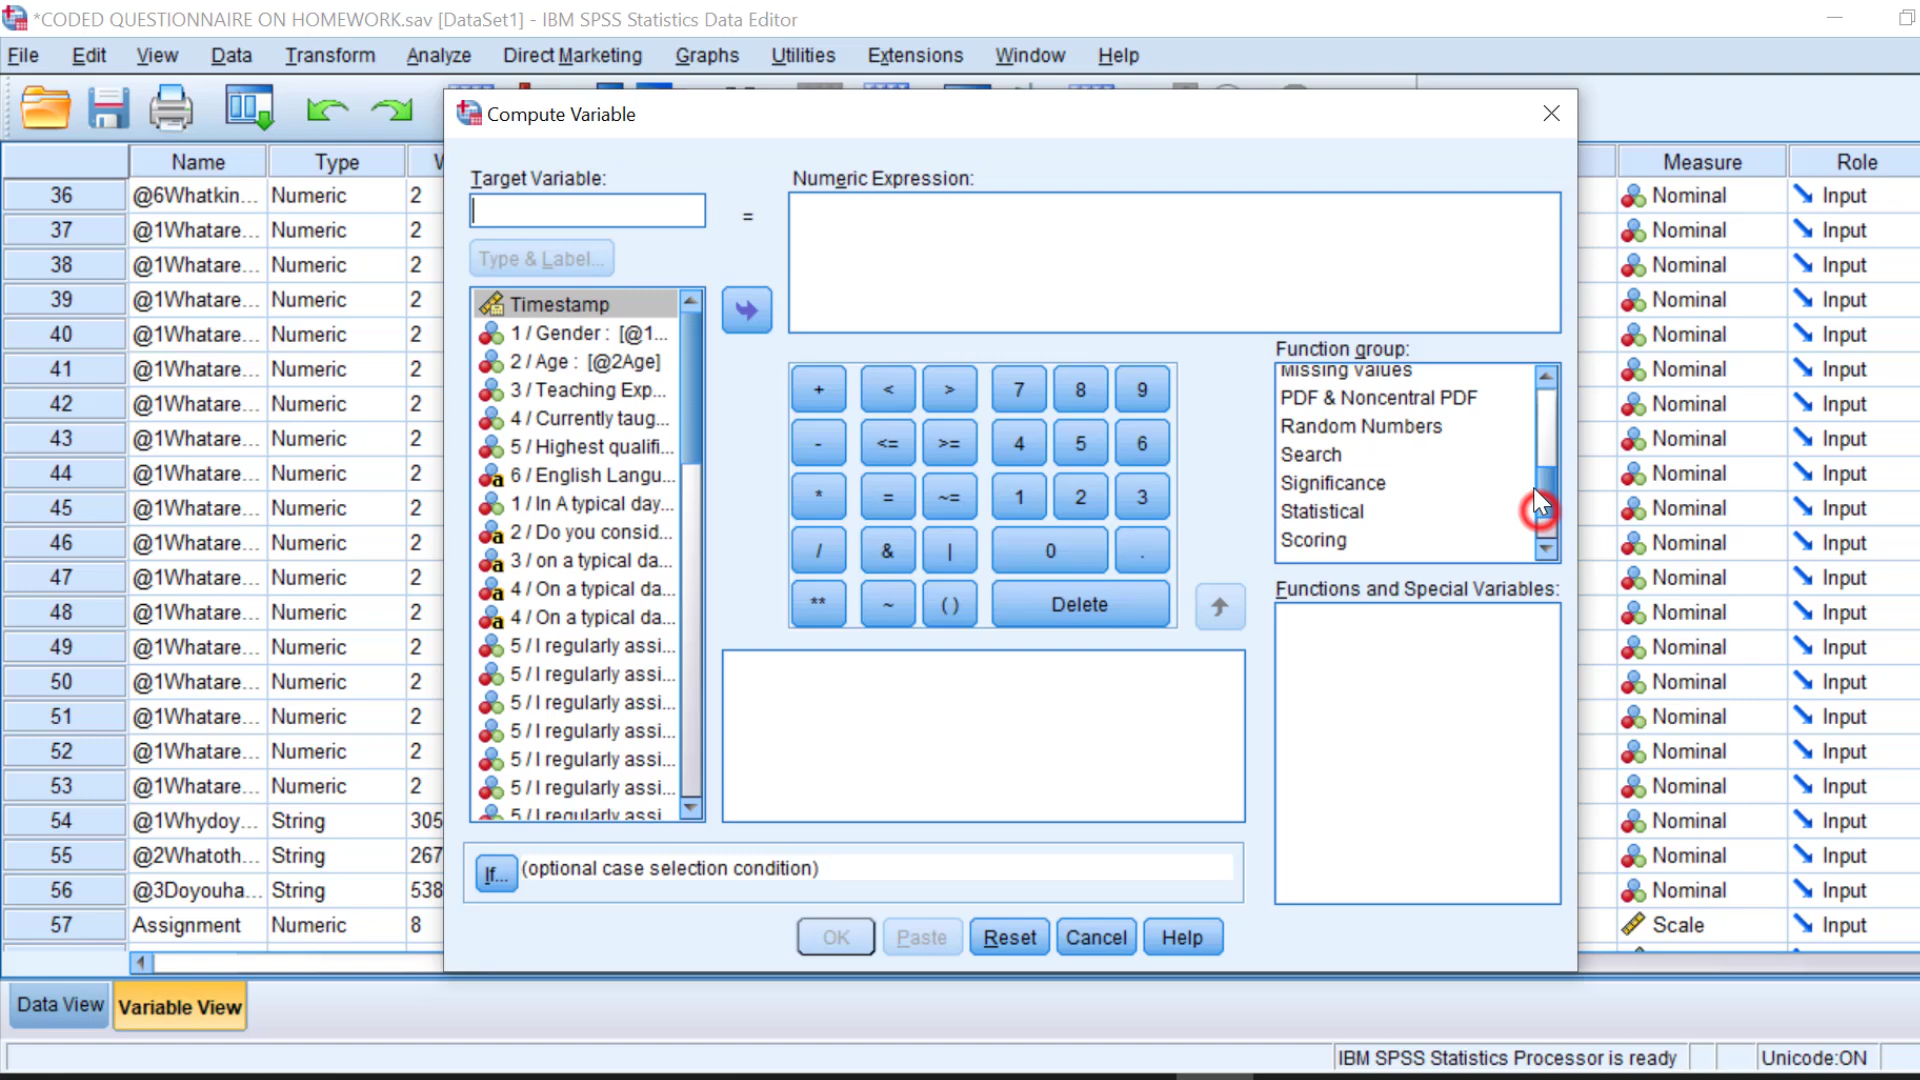 *CODED QUESTIONNAIRE ON HOMEWORK.sav [DataSet1] - IBM SPSS Statistics Data Editor
File Edit View Data Transform Analyze Direct Marketing Graphs Utilities Extensions Window Help
Compute Variable
Name Type W Measure Role
36 @6Whatkin... Numeric 2 Nominal Input
37 @1Whatare... Numeric 2 Nominal Input
38 @1Whatare... Numeric 2 Nominal Input
39 @1Whatare... Numeric 2 Nominal Input
40 @1Whatare... Numeric 2 Nominal Input
41 @1Whatare... Numeric 2 Nominal Input
42 @1Whatare... Numeric 2 Nominal Input
43 @1Whatare... Numeric 2 Nominal Input
44 @1Whatare... Numeric 2 Nominal Input
45 @1Whatare... Numeric 2 Nominal Input
46 @1Whatare... Numeric 2 Nominal Input
47 @1Whatare... Numeric 2 Nominal Input
48 @1Whatare... Numeric 2 Nominal Input
49 @1Whatare... Numeric 2 Nominal Input
50 @1Whatare... Numeric 2 Nominal Input
51 @1Whatare... Numeric 2 Nominal Input
52 @1Whatare... Numeric 2 Nominal Input
53 @1Whatare... Numeric 2 Nominal Input
54 @1Whydoy... String 305 Nominal Input
55 @2Whatoth... String 267 Nominal Input
56 @3Doyouha... String 538 Nominal Input
57 Assignment Numeric 8 Scale Input
Target Variable:
=
Numeric Expression:
Type & Label...
Timestamp
1 / Gender : [@1...
2 / Age : [@2Age]
3 / Teaching Exp...
4 / Currently taug...
5 / Highest qualifi...
6 / English Langu...
1 / In A typical day...
2 / Do you consid...
3 / on a typical da...
4 / On a typical da...
4 / On a typical da...
5 / I regularly assi...
5 / I regularly assi...
5 / I regularly assi...
5 / I regularly assi...
5 / I regularly assi...
5 / I regularly assi...
5 / I regularly assi
+ < > 7 8 9
- <= >= 4 5 6
* = ~= 1 2 3
/ & | 0 .
** ~ ( ) Delete
Function group:
Missing Values
PDF & Noncentral PDF
Random Numbers
Search
Significance
Statistical
Scoring
Functions and Special Variables:
If... (optional case selection condition)
OK Paste Reset Cancel Help
Data View Variable View
IBM SPSS Statistics Processor is ready Unicode:ON